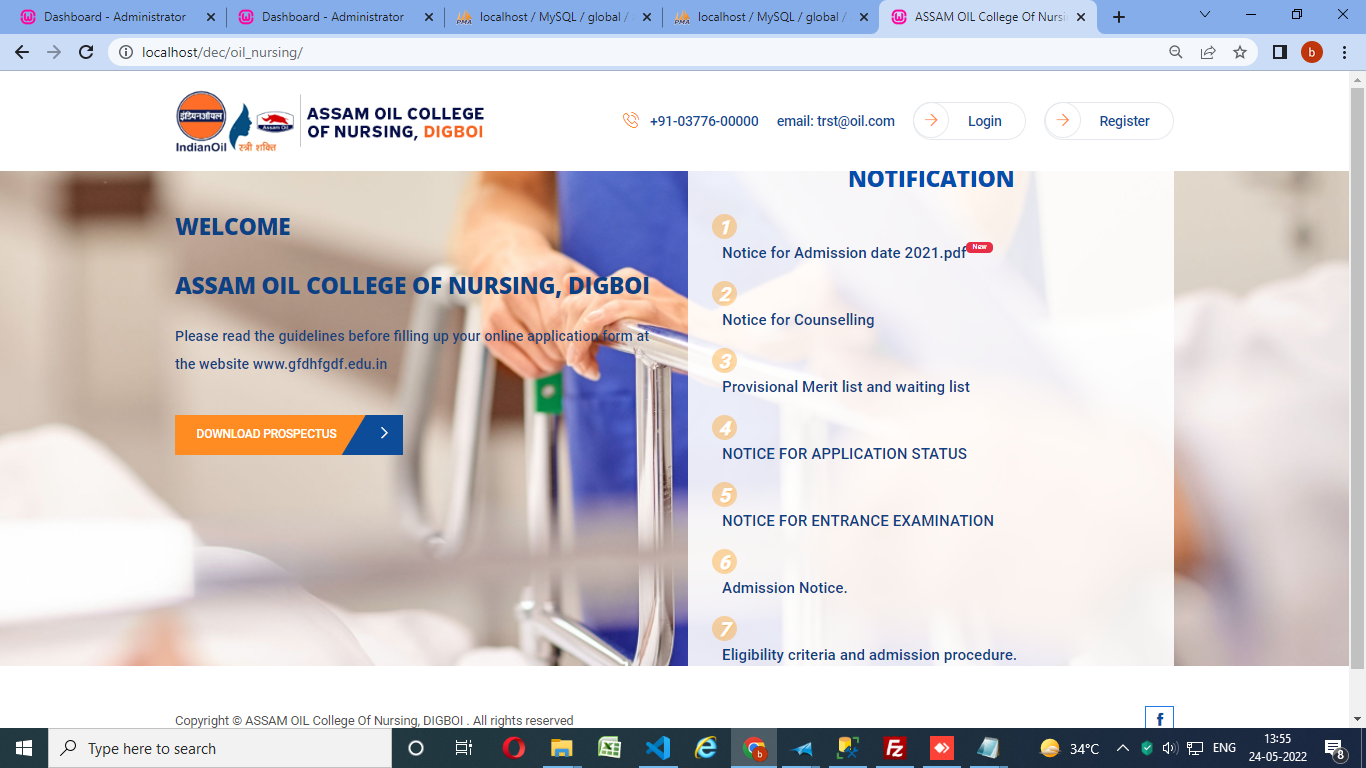 Dashboard - Administrator
Dashboard - Administrator
localhost / MySQL / global /
localhost / MySQL / global /
ASSAM OIL College Of Nursi
localhost/dec/oil_nursing/
b
इंडियनऑयल
IndianOil
Assam Oil
स्त्री शक्ति
ASSAM OIL COLLEGE
OF NURSING, DIGBOI
+91-03776-00000
email: trst@oil.com
Login
Register
WELCOME
ASSAM OIL COLLEGE OF NURSING, DIGBOI
Please read the guidelines before filling up your online application form at
the website www.gfdhfgdf.edu.in
DOWNLOAD PROSPECTUS
NOTIFICATION
1
Notice for Admission date 2021.pdf New
2
Notice for Counselling
3
Provisional Merit list and waiting list
4
NOTICE FOR APPLICATION STATUS
5
NOTICE FOR ENTRANCE EXAMINATION
6
Admission Notice.
7
Eligibility criteria and admission procedure.
Copyright © ASSAM OIL College Of Nursing, DIGBOI . All rights reserved
f
Type here to search
34°C
ENG
13:55
24-05-2022
8